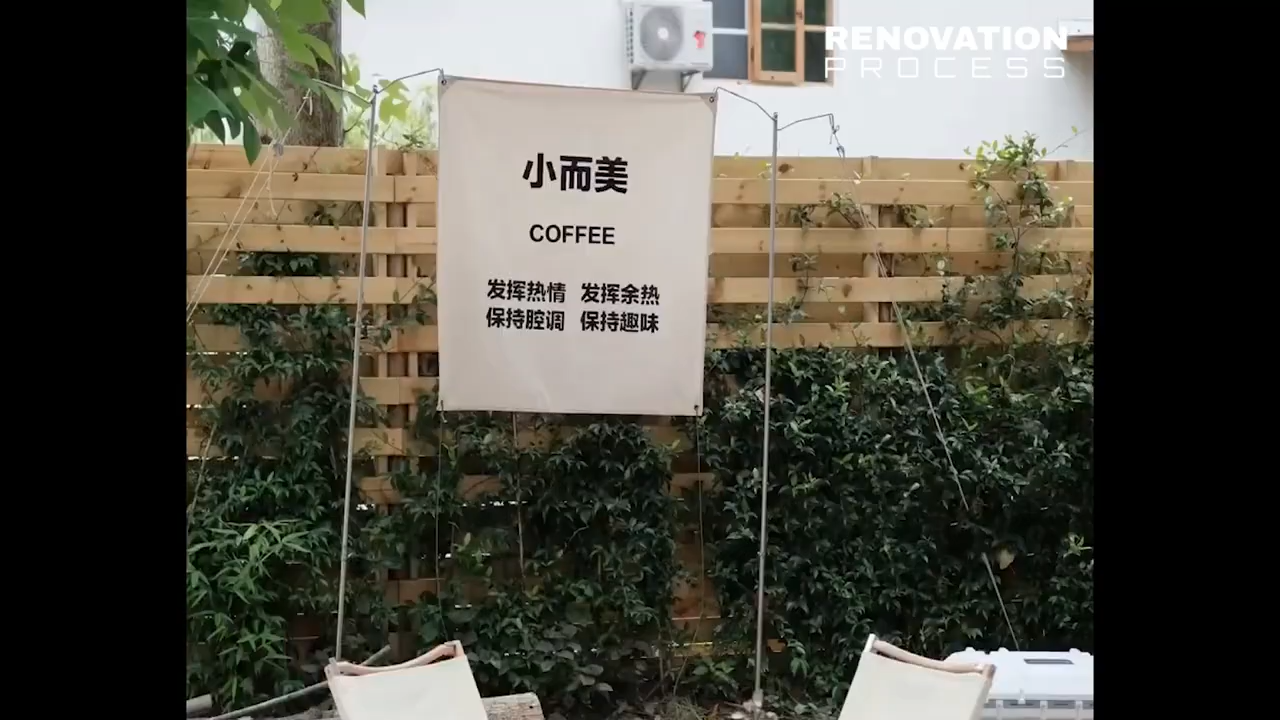 RENOVATION
PROCESS
小而美
COFFEE
发挥热情 发挥余热
保持腔调 保持趣味